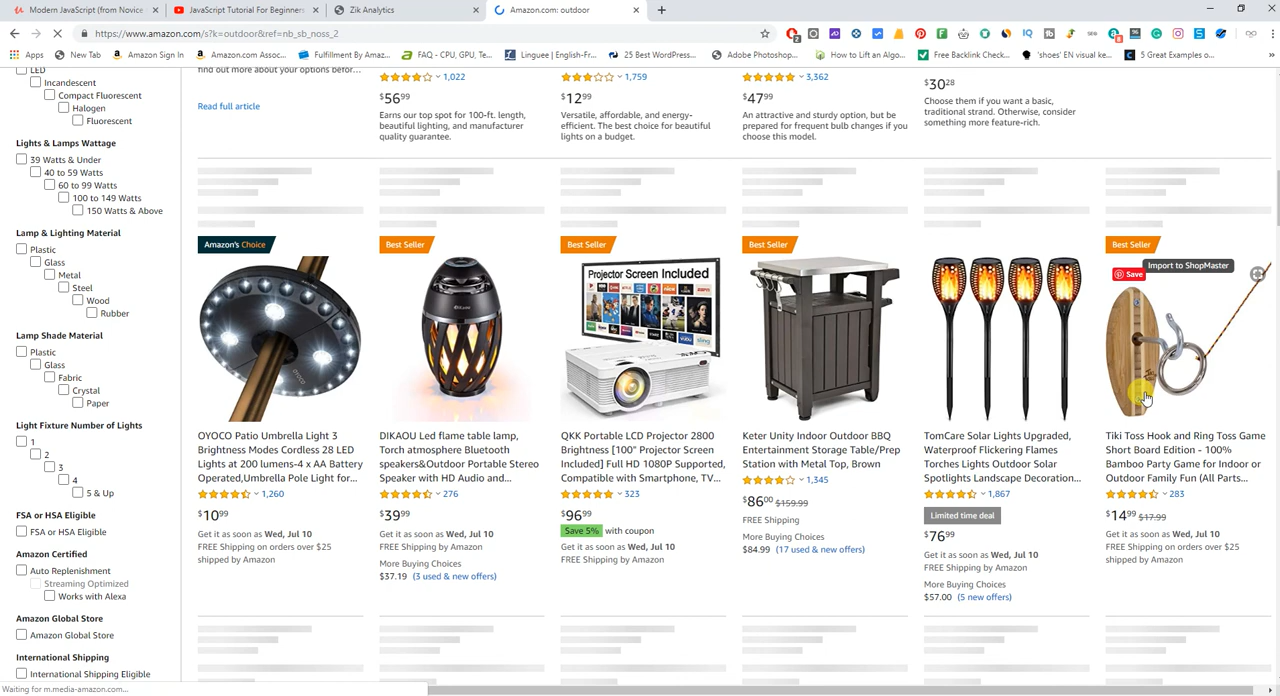 Modern JavaScript (from Novice
JavaScript Tutorial For Beginners
Zik Analytics
Amazon.com: outdoor
https://www.amazon.com/s?k=outdoor&ref=nb_sb_noss_2
Apps
New Tab
Amazon Sign In
Amazon.com Assoc...
Fulfillment By Amaz...
FAQ - CPU, GPU, Te...
Linguee | English-Fr...
25 Best WordPress...
Adobe Photoshop...
How to Lift an Algo...
Free Backlink Check...
'shoes' EN visual ke...
5 Great Examples o...
LED
Incandescent
Compact Fluorescent
Halogen
Fluorescent
Lights & Lamps Wattage
39 Watts & Under
40 to 59 Watts
60 to 99 Watts
100 to 149 Watts
150 Watts & Above
Lamp & Lighting Material
Plastic
Glass
Metal
Steel
Wood
Rubber
Lamp Shade Material
Plastic
Glass
Fabric
Crystal
Paper
Light Fixture Number of Lights
1
2
3
4
5 & Up
FSA or HSA Eligible
FSA or HSA Eligible
Amazon Certified
Auto Replenishment
Streaming Optimized
Works with Alexa
Amazon Global Store
Amazon Global Store
International Shipping
International Shipping Eligible
find out more about your options befor...
Read full article
1,022
$5699
Earns our top spot for 100-ft. length,
beautiful lighting, and manufacturer
quality guarantee.
1,759
$1299
Versatile, affordable, and energy-
efficient. The best choice for beautiful
lights on a budget.
3,362
$4799
An attractive and sturdy option, but be
prepared for frequent bulb changes if you
choose this model.
$3028
Choose them if you want a basic,
traditional strand. Otherwise, consider
something more feature-rich.
Amazon's Choice
OYOCO
OYOCO Patio Umbrella Light 3
Brightness Modes Cordless 28 LED
Lights at 200 lumens-4 x AA Battery
Operated,Umbrella Pole Light for...
1,260
$1099
Get it as soon as Wed, Jul 10
FREE Shipping on orders over $25
shipped by Amazon
Best Seller
DIKAOU Led flame table lamp,
Torch atmosphere Bluetooth
speakers&Outdoor Portable Stereo
Speaker with HD Audio and...
276
$3999
Get it as soon as Wed, Jul 10
FREE Shipping by Amazon
More Buying Choices
$37.19 (3 used & new offers)
Best Seller
Projector Screen Included
QKK Portable LCD Projector 2800
Brightness [100" Projector Screen
Included] Full HD 1080P Supported,
Compatible with Smartphone, TV...
323
$9699
Save 5% with coupon
Get it as soon as Wed, Jul 10
FREE Shipping by Amazon
Best Seller
Keter Unity Indoor Outdoor BBQ
Entertainment Storage Table/Prep
Station with Metal Top, Brown
1,345
$8600 $159.99
FREE Shipping
More Buying Choices
$84.99 (17 used & new offers)
TomCare Solar Lights Upgraded,
Waterproof Flickering Flames
Torches Lights Outdoor Solar
Spotlights Landscape Decoration...
1,867
Limited time deal
$7699
Get it as soon as Wed, Jul 10
FREE Shipping by Amazon
More Buying Choices
$57.00 (5 new offers)
Best Seller
Import to ShopMaster
Save
Tiki Toss Hook and Ring Toss Game
Short Board Edition - 100%
Bamboo Party Game for Indoor or
Outdoor Family Fun (All Parts...
283
$1499 $17.99
Get it as soon as Wed, Jul 10
FREE Shipping on orders over $25
shipped by Amazon
Waiting for m.media-amazon.com...